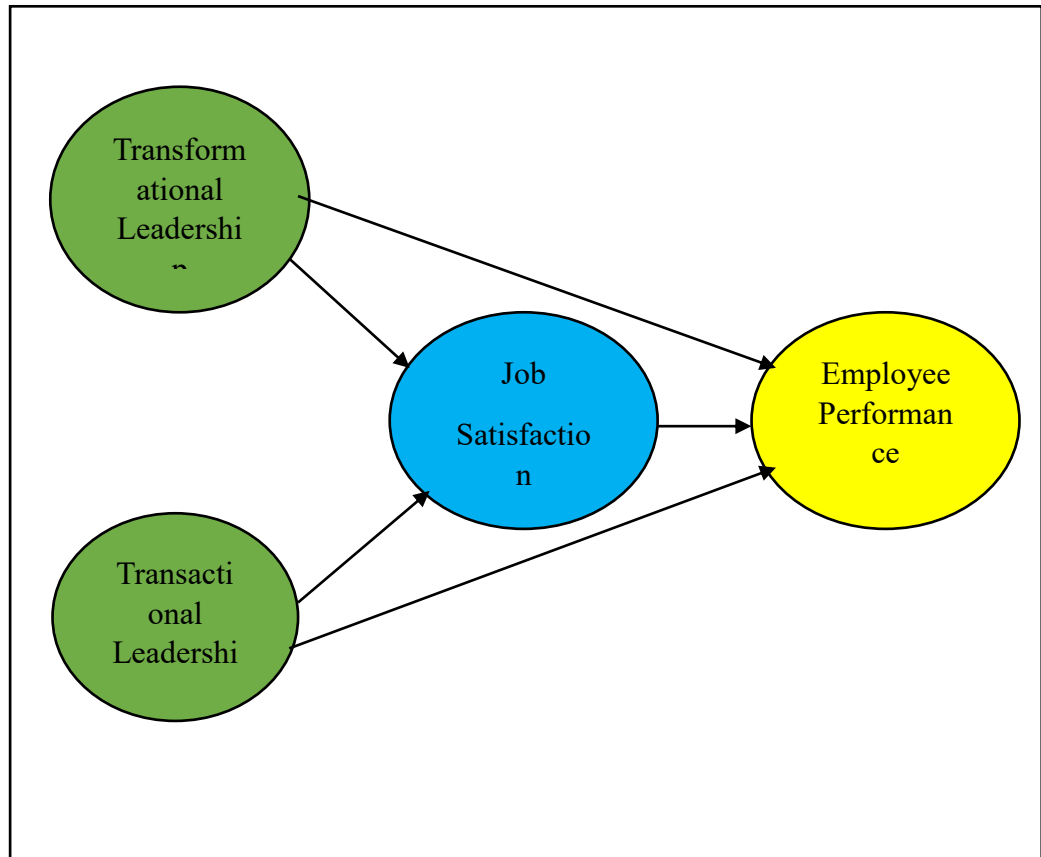 Transform
ational
Leadershi
p
Job
Satisfactio
n
Employee
Performan
ce
Transacti
onal
Leadershi